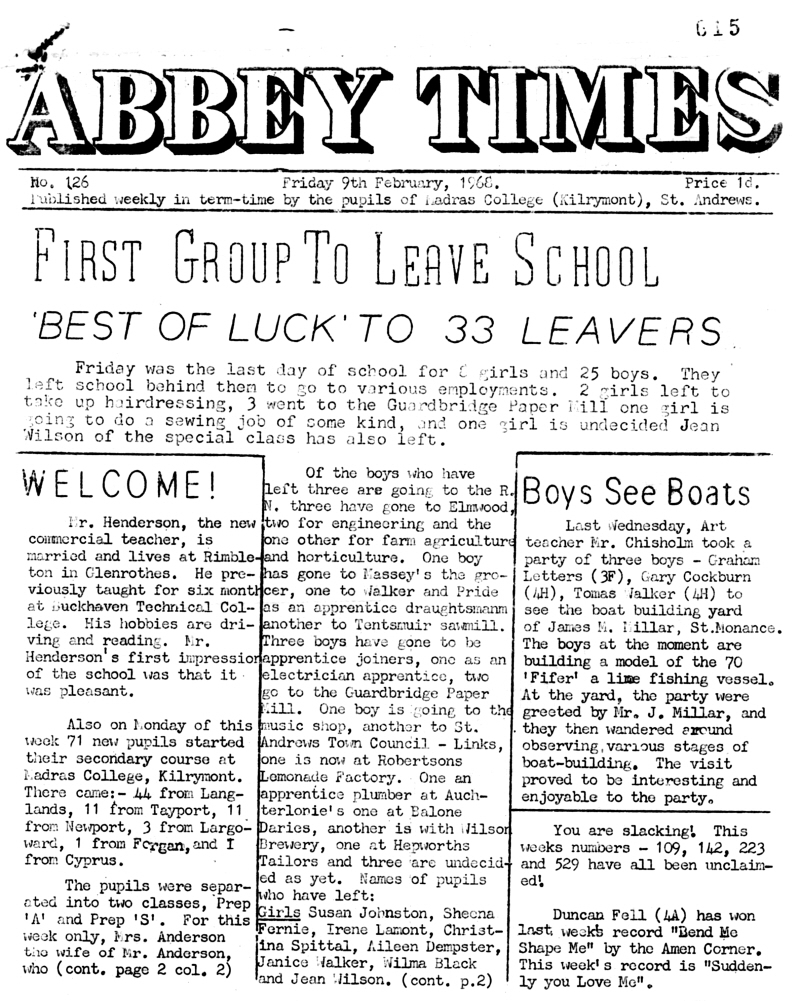 615
ABBEY TIMES
No. 126 Friday 9th February, 1968. Price 1d.
Published weekly in term-time by the pupils of Madras College (Kilrymont), St. Andrews.
FIRST GROUP TO LEAVE SCHOOL
'BEST OF LUCK' TO 33 LEAVERS
Friday was the last day of school for 8 girls and 25 boys. They
left school behind them to go to various employments. 2 girls left to
take up hairdressing, 3 went to the Guardbridge Paper Mill one girl is
going to do a sewing job of some kind, and one girl is undecided Jean
Wilson of the special class has also left.
WELCOME!
Mr. Henderson, the new
commercial teacher, is
married and lives at Rimble-
ton in Glenrothes. He pre-
viously taught for six month
at Buckhaven Technical Col-
lege. His hobbies are dri-
ving and reading. Mr.
Henderson's first impression
of the school was that it
was pleasant.
Also on Monday of this
week 71 new pupils started
their secondary course at
Madras College, Kilrymont.
There came:- 44 from Lang-
lands, 11 from Tayport, 11
from Newport, 3 from Largo-
ward, 1 from Forgan, and I
from Cyprus.
The pupils were separ-
ated into two classes, Prep
'A' and Prep 'S'. For this
week only, Mrs. Anderson
the wife of Mr. Anderson,
who (cont. page 2 col. 2)
Of the boys who have
left three are going to the R.
N. three have gone to Elmwood,
two for engineering and the
one other for farm agriculture
and horticulture. One boy
has gone to Massey's the gro-
cer, one to Walker and Pride
as an apprentice draughtsmanm
another to Tentsmuir sawmill.
Three boys have gone to be
apprentice joiners, one as an
electrician apprentice, two
go to the Guardbridge Paper
Mill. One boy is going to the
music shop, another to St.
Andrews Town Council - Links,
one is now at Robertsons
Lemonade Factory. One an
apprentice plumber at Auch-
terlonie's one at Balone
Daries, another is with Wilson
Brewery, one at Hepworths
Tailors and three are undecid-
ed as yet. Names of pupils
who have left:
Girls Susan Johnston, Sheena
Fernie, Irene Lamont, Christ-
ina Spittal, Aileen Dempster,
Janice Walker, Wilma Black
and Jean Wilson. (cont. p.2)
Boys See Boats
Last Wednesday, Art
teacher Mr. Chisholm took a
party of three boys - Graham
Letters (3F), Gary Cockburn
(4H), Tomas Walker (4H) to
see the boat building yard
of James M. Millar, St.Monance.
The boys at the moment are
building a model of the 70
'Fifer' a lime fishing vessel.
At the yard, the party were
greeted by Mr. J. Millar, and
they then wandered around
observing, various stages of
boat-building. The visit
proved to be interesting and
enjoyable to the party.
You are slacking! This
weeks numbers - 109, 142, 223
and 529 have all been unclaim-
ed!
Duncan Fell (4A) has won
last weeks record "Bend Me
Shape Me" by the Amen Corner.
This week's record is "Sudden-
ly you Love Me".